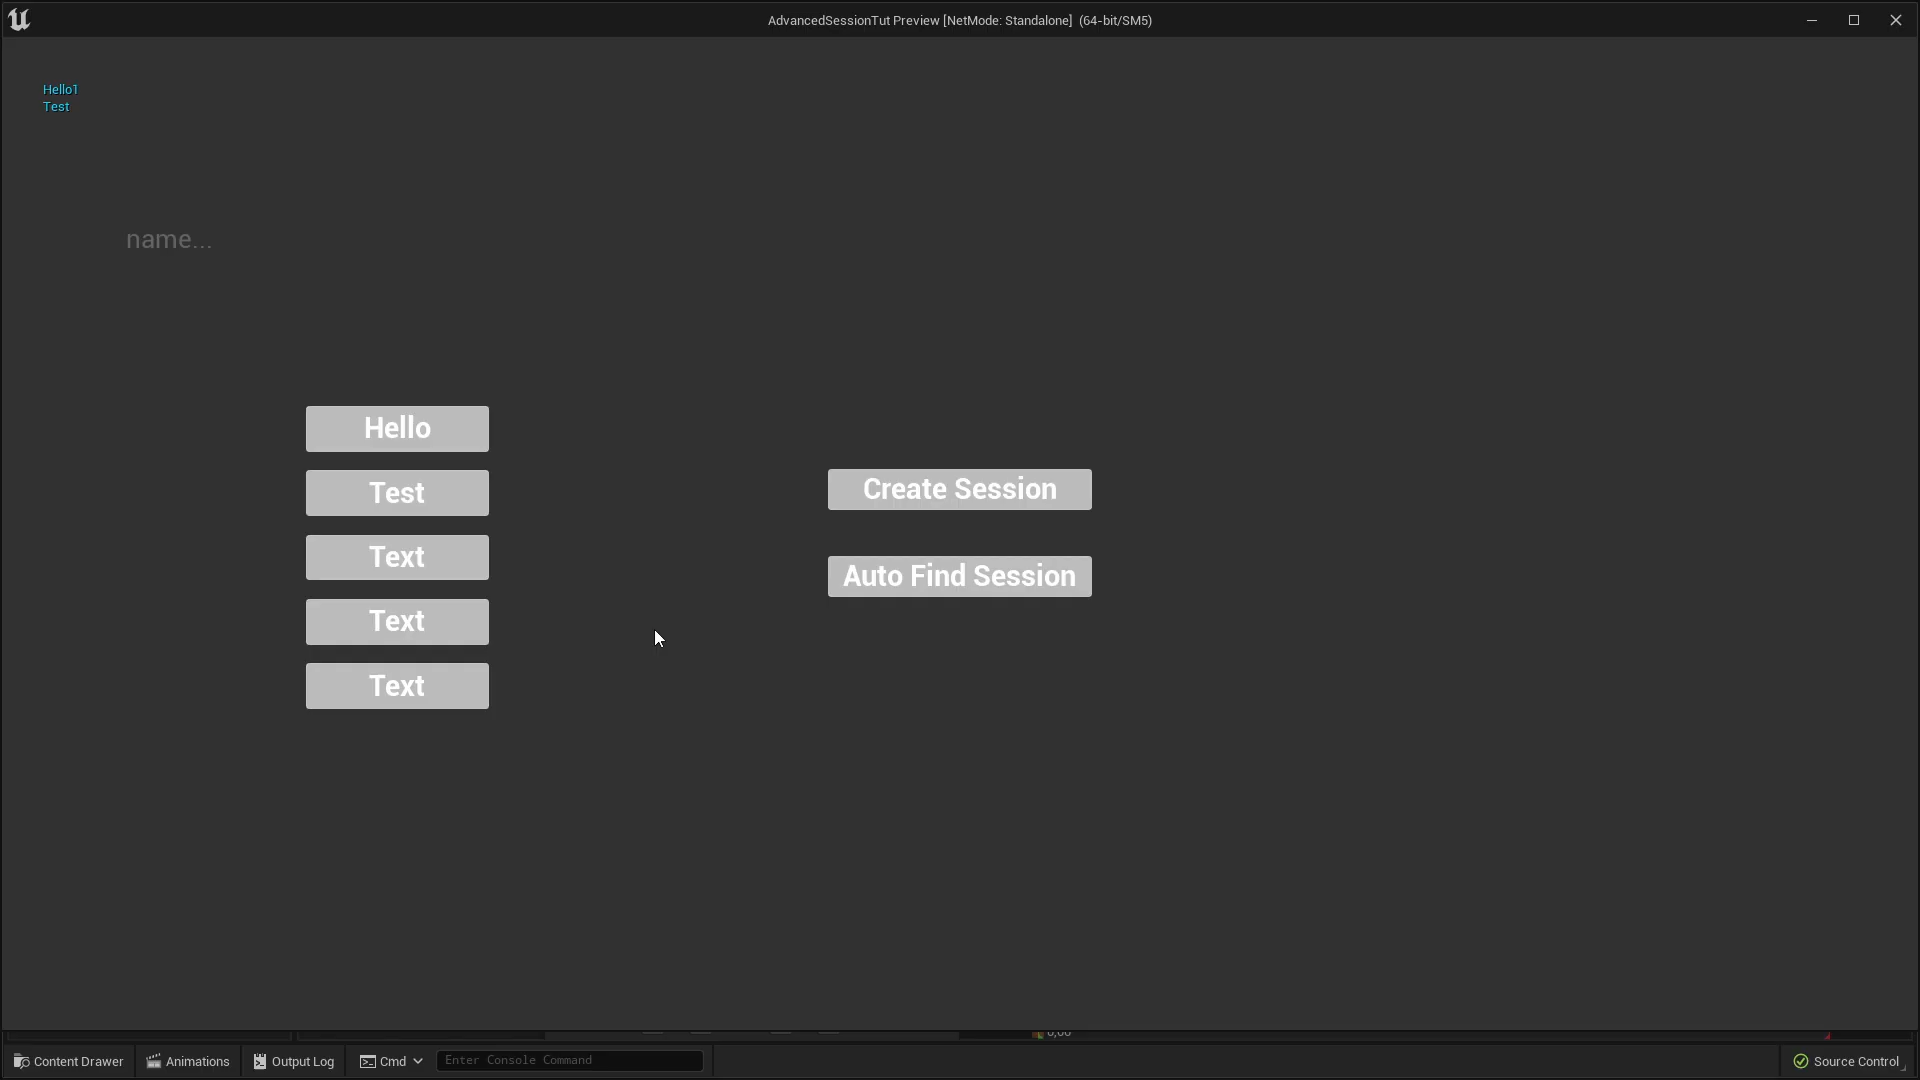 AdvancedSessionTut Preview [NetMode: Standalone] (64-bit/SM5)
Hello1
Test
name...
Hello
Test
Text
Text
Text
Create Session
Auto Find Session
Content Drawer
Animations
Output Log
Cmd
Enter Console Command
Source Control